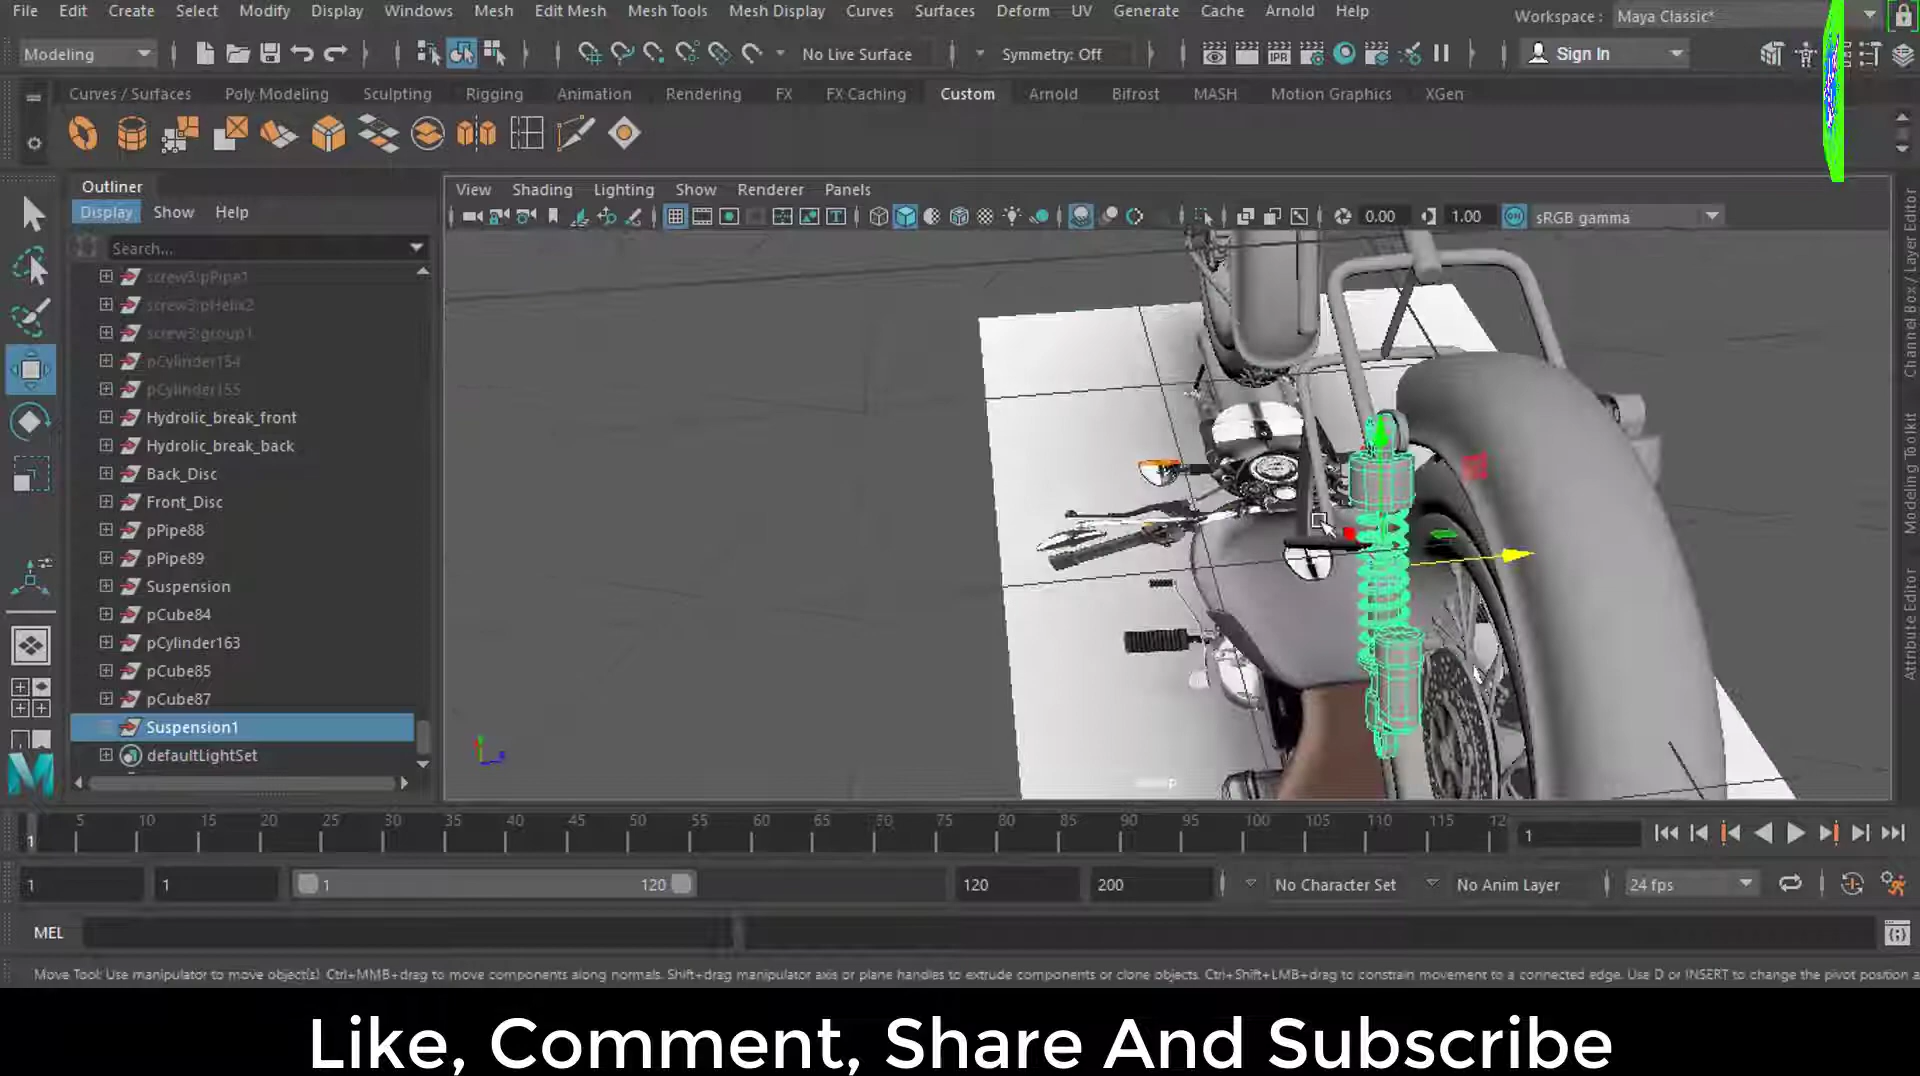 File Edit Create Select Modify Display Windows Mesh Edit Mesh Mesh Tools Mesh Display Curves Surfaces Deform UV Generate Cache Arnold Help
Workspace : Maya Classic*
Modeling No Live Surface Symmetry: Off Sign In
Curves / Surfaces Poly Modeling Sculpting Rigging Animation Rendering FX FX Caching Custom Arnold Bifrost MASH Motion Graphics XGen
Outliner
Display Show Help
Search...
screw3:pPipe1
screw3:pHelix2
screw3:group1
pCylinder154
pCylinder155
Hydrolic_break_front
Hydrolic_break_back
Back_Disc
Front_Disc
pPipe88
pPipe89
Suspension
pCube84
pCylinder163
pCube85
pCube87
Suspension1
defaultLightSet
View Shading Lighting Show Renderer Panels
0.00 1.00 sRGB gamma
Channel Box / Layer Editor
Modeling Toolkit
Attribute Editor
5 10 15 20 25 30 35 40 45 50 55 60 65 70 75 80 85 90 95 100 105 110 115 12
1
1
1 1 1 120 120 200 No Character Set No Anim Layer 24 fps
MEL
Move Tool: Use manipulator to move object(s). Ctrl+MMB+drag to move components along normals. Shift+drag manipulator axis or plane handles to extrude components or clone objects. Ctrl+Shift+LMB+drag to constrain movement to a connected edge. Use D or INSERT to change the pivot position a
Like, Comment, Share And Subscribe